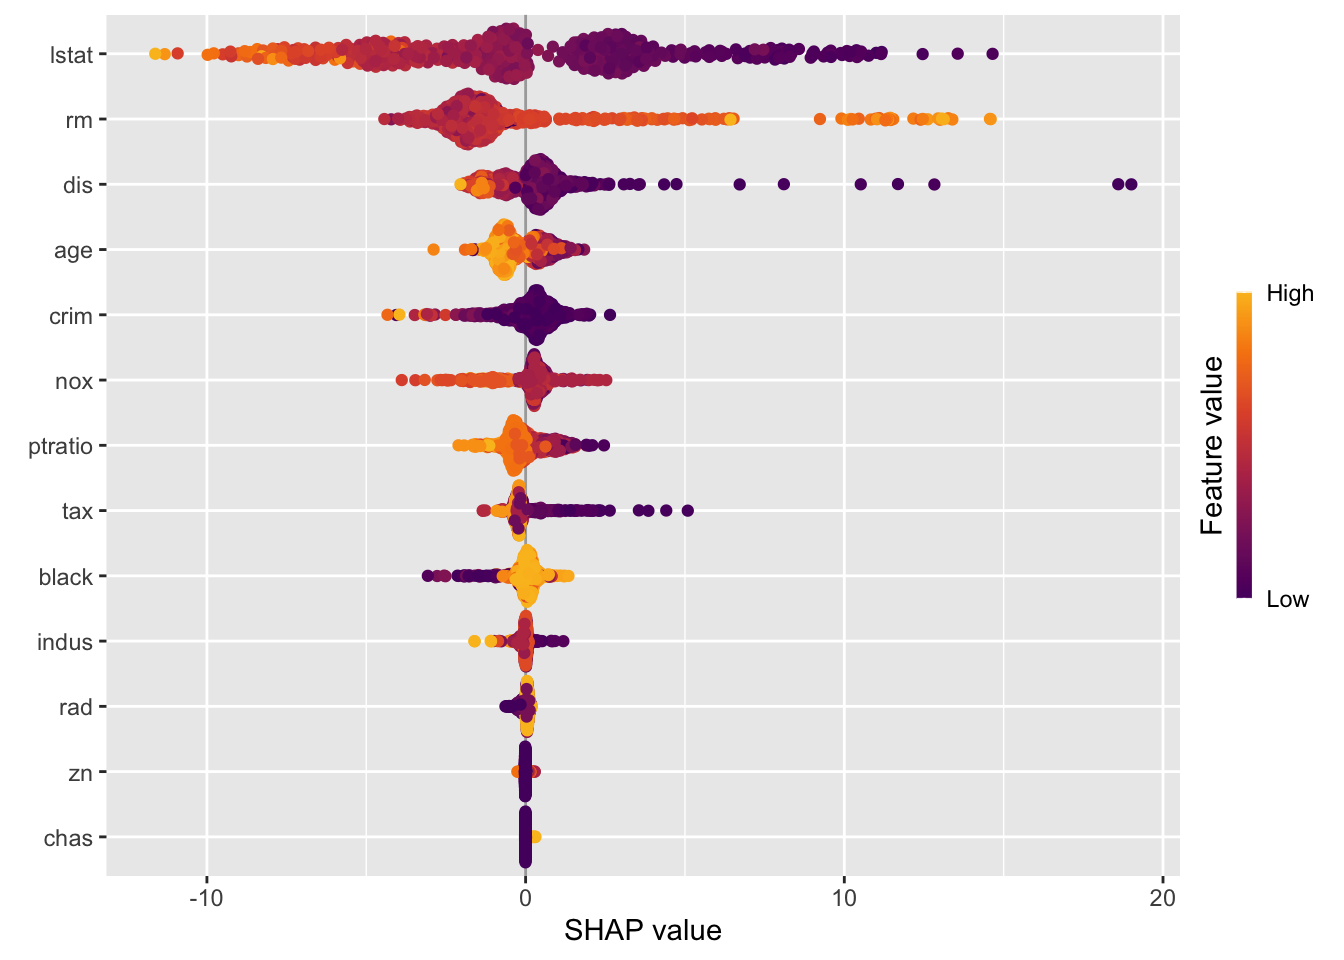 lstat
rm
dis
age
crim
nox
ptratio
tax
black
indus
rad
zn
chas
-10 0 10 20
SHAP value
High
Low
Feature value